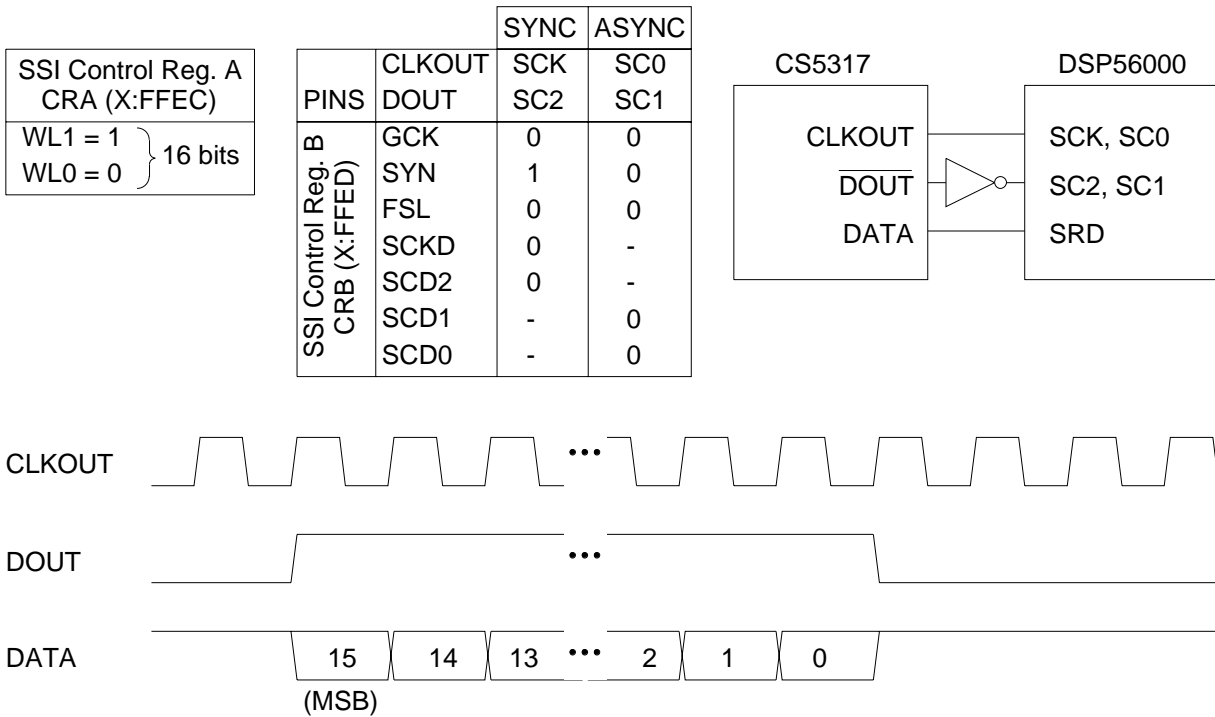 SSI Control Reg. A
CRA (X:FFEC)
WL1 = 1
WL0 = 0
16 bits
SYNC ASYNC
PINS CLKOUT SCK SC0
DOUT SC2 SC1
SSI Control Reg. B
CRB (X:FFED)
GCK 0 0
SYN 1 0
FSL 0 0
SCKD 0 -
SCD2 0 -
SCD1 - 0
SCD0 - 0
CS5317 DSP56000
CLKOUT SCK, SC0
DOUT SC2, SC1
DATA SRD
CLKOUT •••
DOUT •••
DATA 15 14 13 ••• 2 1 0
(MSB)